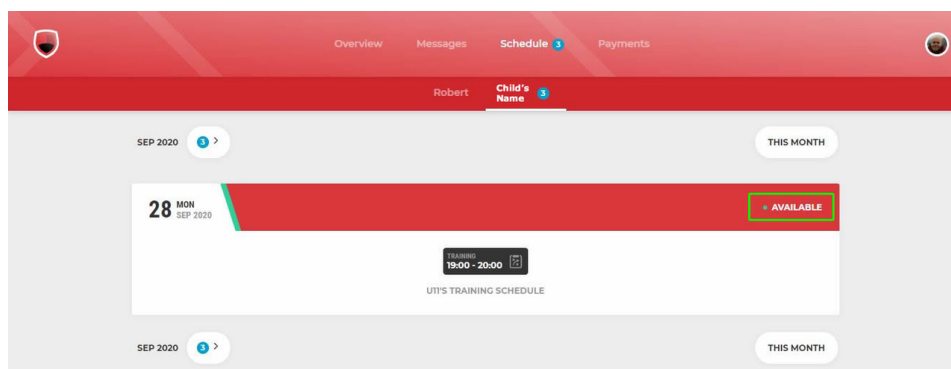 Overview Messages Schedule 3 Payments
Robert Child's Name 3
SEP 2020 3 > THIS MONTH
28 MON SEP 2020 • AVAILABLE
TRAINING
19:00 - 20:00
U11'S TRAINING SCHEDULE
SEP 2020 3 > THIS MONTH